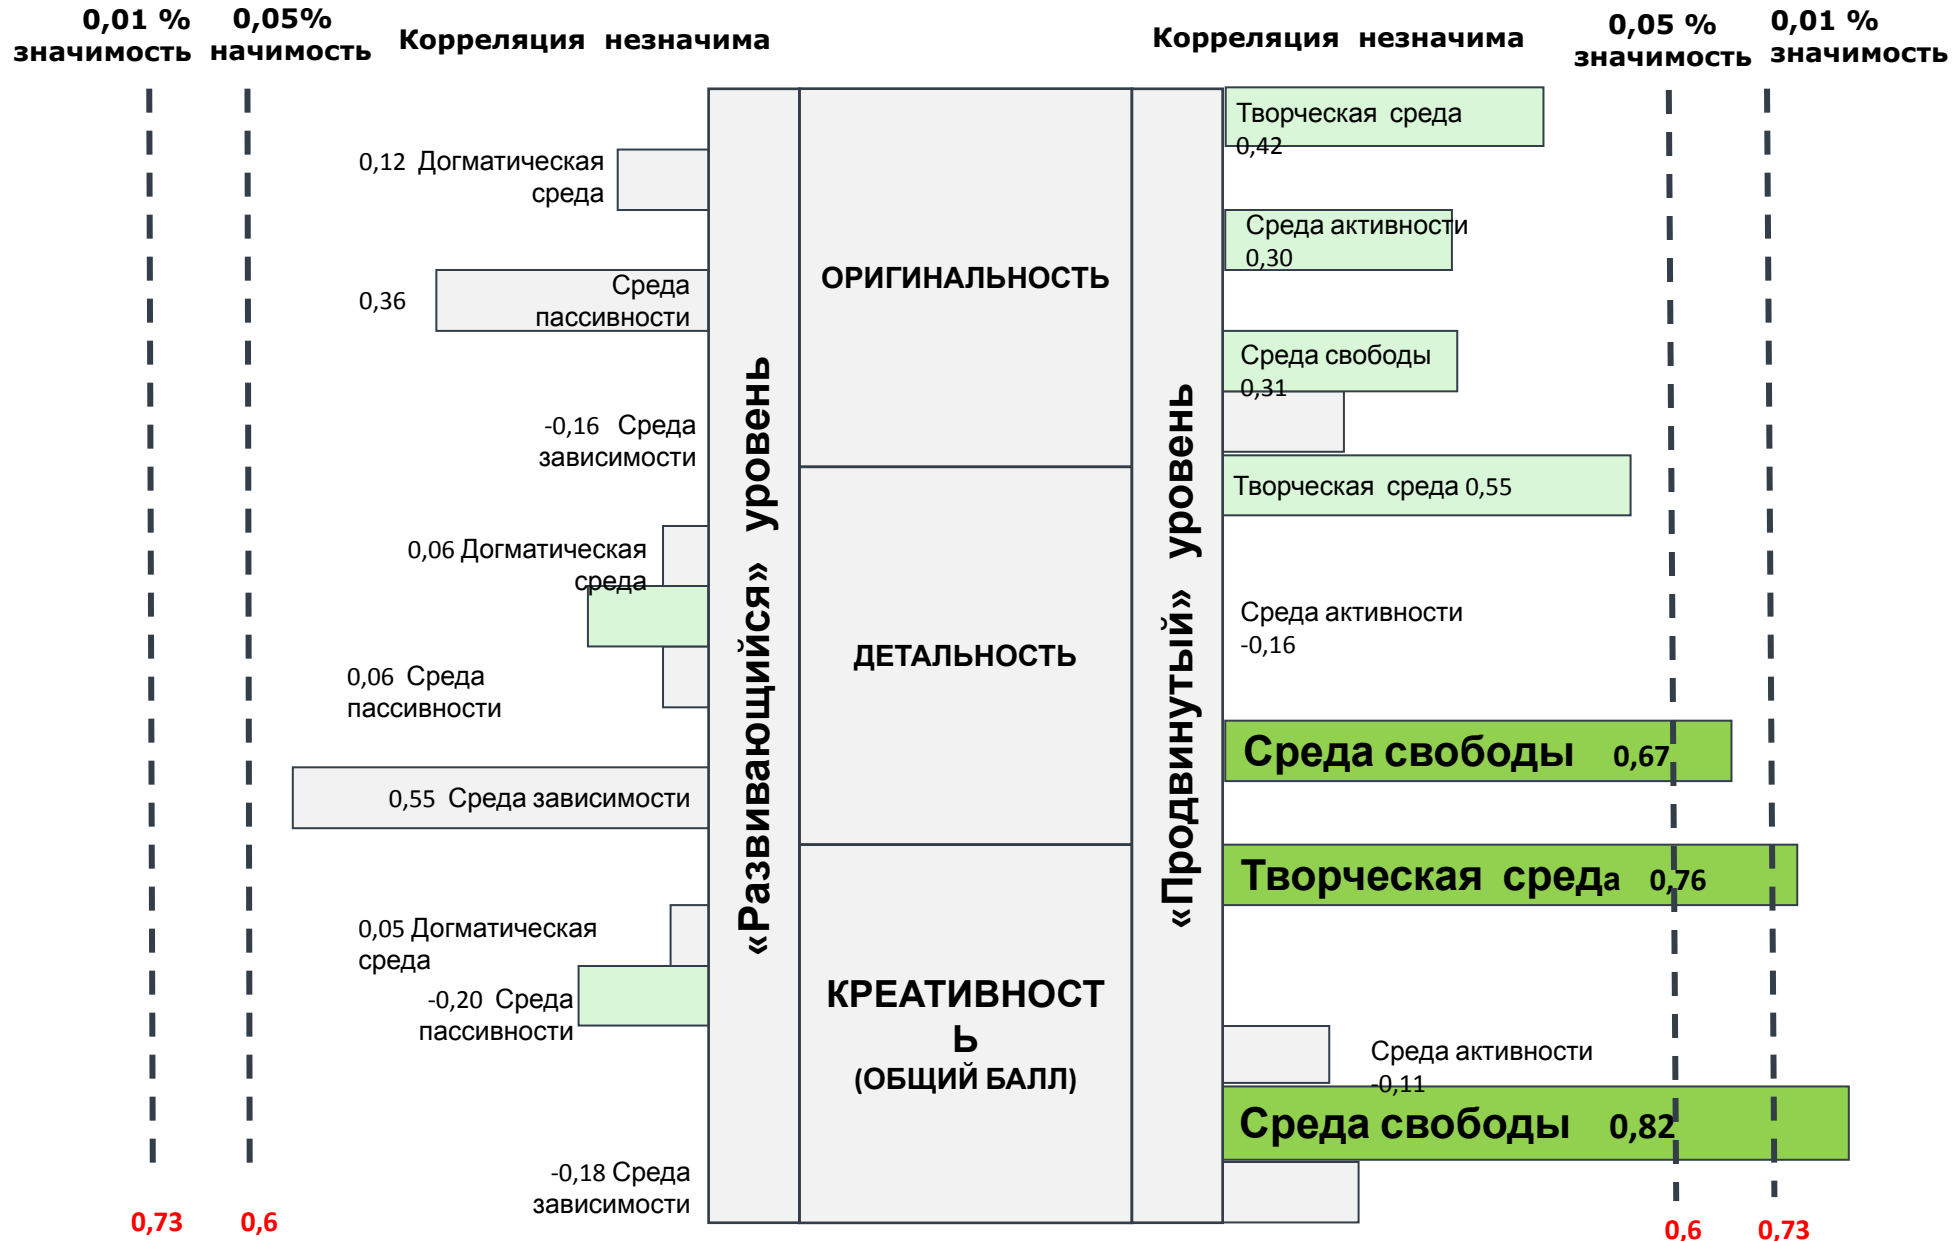 0,01 %
значимость
0,05%
начимость
Корреляция незначима
Корреляция незначима
0,05 %
значимость
0,01 %
значимость
0,12 Догматическая
среда
0,36
Среда
пассивности
-0,16 Среда
зависимости
0,06 Догматическая
среда
0,06 Среда
пассивности
0,55 Среда зависимости
0,05 Догматическая
среда
-0,20 Среда
пассивности
-0,18 Среда
зависимости
«Развивающийся» уровень
ОРИГИНАЛЬНОСТЬ
ДЕТАЛЬНОСТЬ
КРЕАТИВНОСТ
Ь
(ОБЩИЙ БАЛЛ)
«Продвинутый» уровень
Творческая среда
0,42
Среда активности
0,30
Среда свободы
0,31
Творческая среда 0,55
Среда активности
-0,16
Среда свободы 0,67
Творческая среда 0,76
Среда активности
-0,11
Среда свободы 0,82
0,73
0,6
0,6
0,73